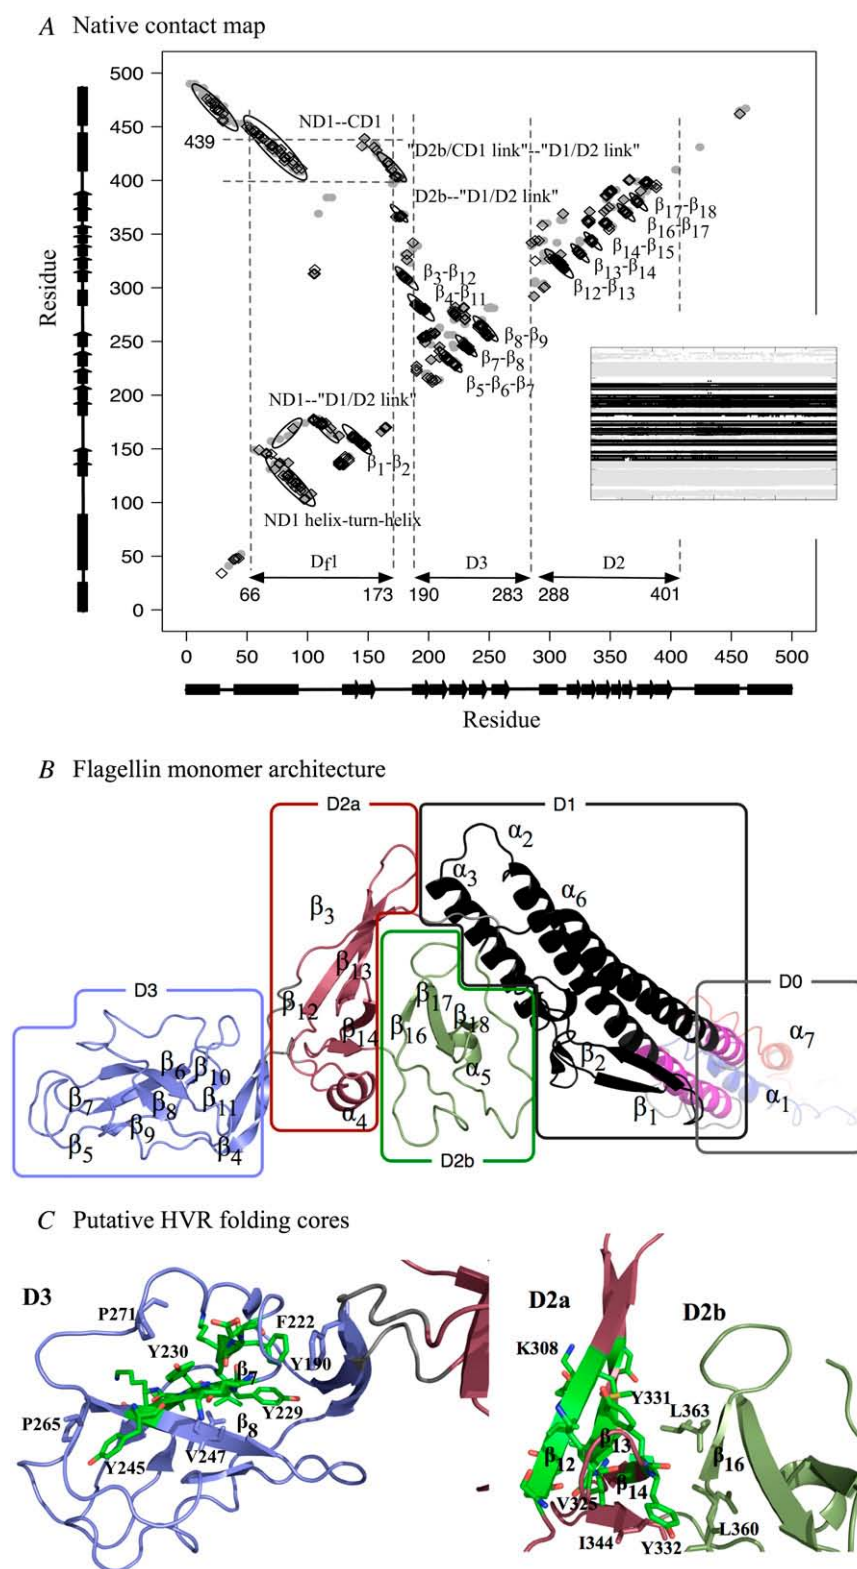 A Native contact map
500
450
400
350
300
250
200
150
100
50
0
Residue
439
ND1--CD1
"D2b/CD1 link"--"D1/D2 link"
D2b--"D1/D2 link"
β17-β18
β16-β17
β14-β15
β13-β14
β12-β13
β3-β12
β4-β11
β8-β9
β7-β8
β5-β6-β7
ND1--"D1/D2 link"
β1-β2
ND1 helix-turn-helix
Df1 D3 D2
66 173 190 283 288 401
0 50 100 150 200 250 300 350 400 450 500
Residue
B Flagellin monomer architecture
D2a D1
α2
α3
α6
β3
β13
D3 D0
β12 β17
β16 β18
β14
α7
β6 β10
β2
α5
β7 β8 β11
α1
α4
β1
β5 β9 β4
D2b
C Putative HVR folding cores
D3 D2a D2b
P271 F222
K308
Y230 β7 Y190
Y331
Y229
L363
P265 β8
β12 β13 β16
V247
β14
Y245 V325
L360
I344 Y332